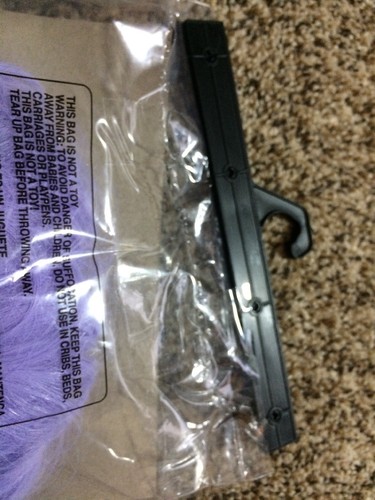 THIS BAG IS NOT A TOY
WARNING: TO AVOID DANGER OF SUFFOCATION, KEEP THIS BAG
AWAY FROM BABIES AND CHILDREN. DO NOT USE IN CRIBS, BEDS,
CARRIAGES OR PLAYPENS.
THIS BAG IS NOT A TOY!
TEAR UP BAG BEFORE THROWING AWAY.
JUGUETE